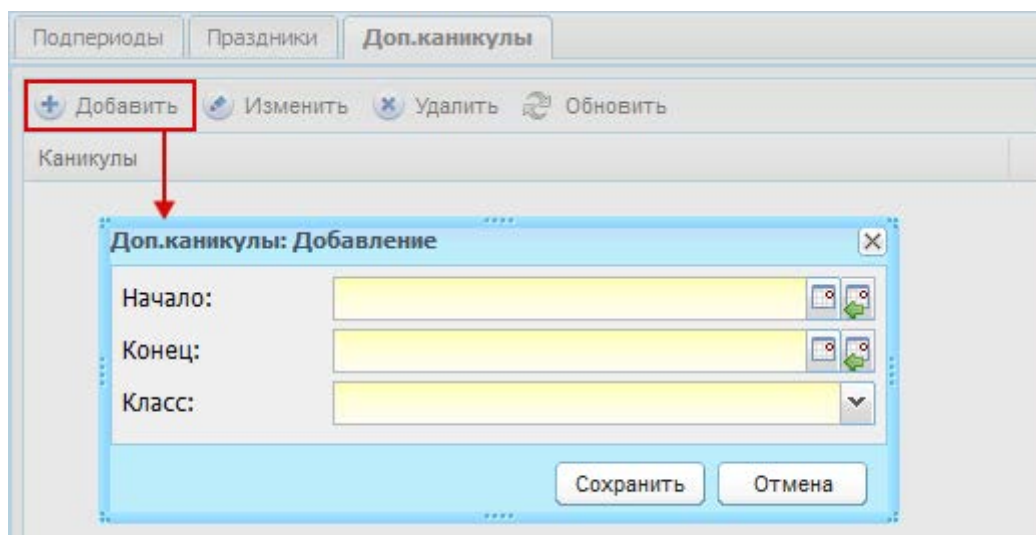 Подпериоды Праздники Доп.каникулы
Добавить Изменить Удалить Обновить
Каникулы
Доп.каникулы: Добавление
Начало:
Конец:
Класс:
Сохранить Отмена